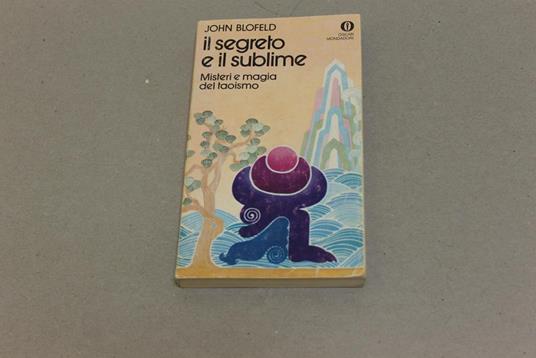 JOHN BLOFELD
OSCAR
MONDADORI
il segreto
e il sublime
Misteri e magia
del taoismo